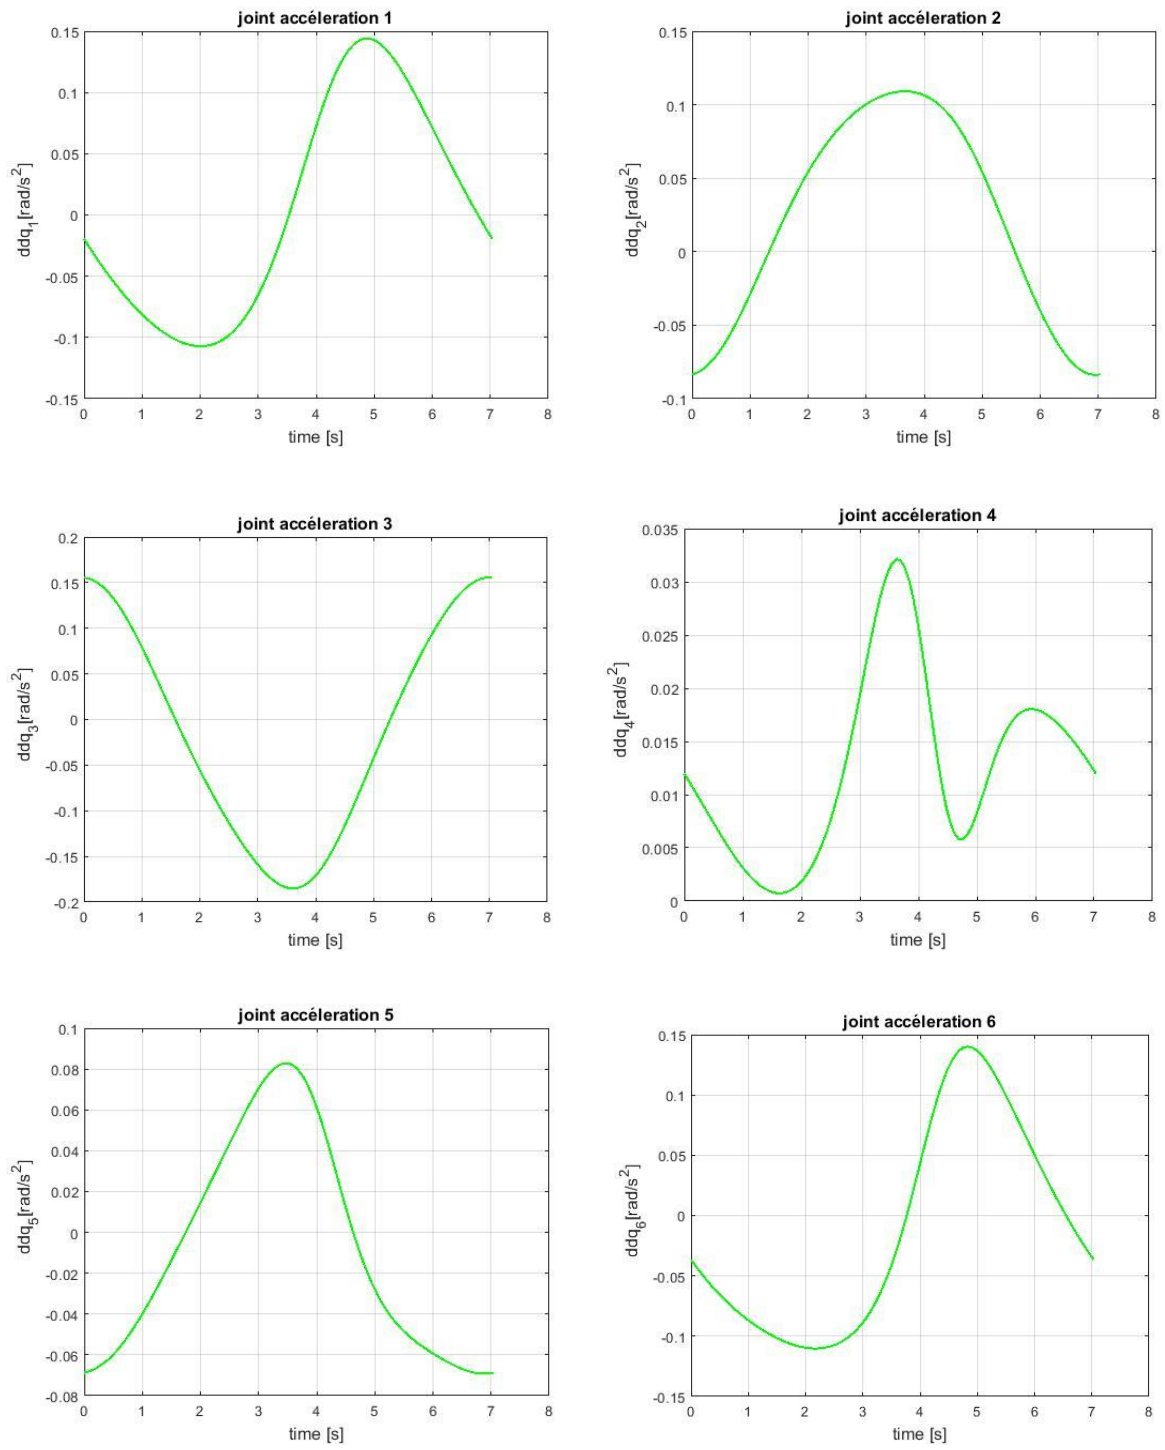 joint accéleration 1
0.15
0.1
0.05
0
-0.05
-0.1
-0.15
ddq1[rad/s2]
0 1 2 3 4 5 6 7 8
time [s]
joint accéleration 2
0.15
0.1
0.05
0
-0.05
-0.1
ddq2[rad/s2]
0 1 2 3 4 5 6 7 8
time [s]
joint accéleration 3
0.2
0.15
0.1
0.05
0
-0.05
-0.1
-0.15
-0.2
ddq3[rad/s2]
0 1 2 3 4 5 6 7 8
time [s]
joint accéleration 4
0.035
0.03
0.025
0.02
0.015
0.01
0.005
0
ddq4[rad/s2]
0 1 2 3 4 5 6 7 8
time [s]
joint accéleration 5
0.1
0.08
0.06
0.04
0.02
0
-0.02
-0.04
-0.06
-0.08
ddq5[rad/s2]
0 1 2 3 4 5 6 7 8
time [s]
joint accéleration 6
0.15
0.1
0.05
0
-0.05
-0.1
-0.15
ddq6[rad/s2]
0 1 2 3 4 5 6 7 8
time [s]